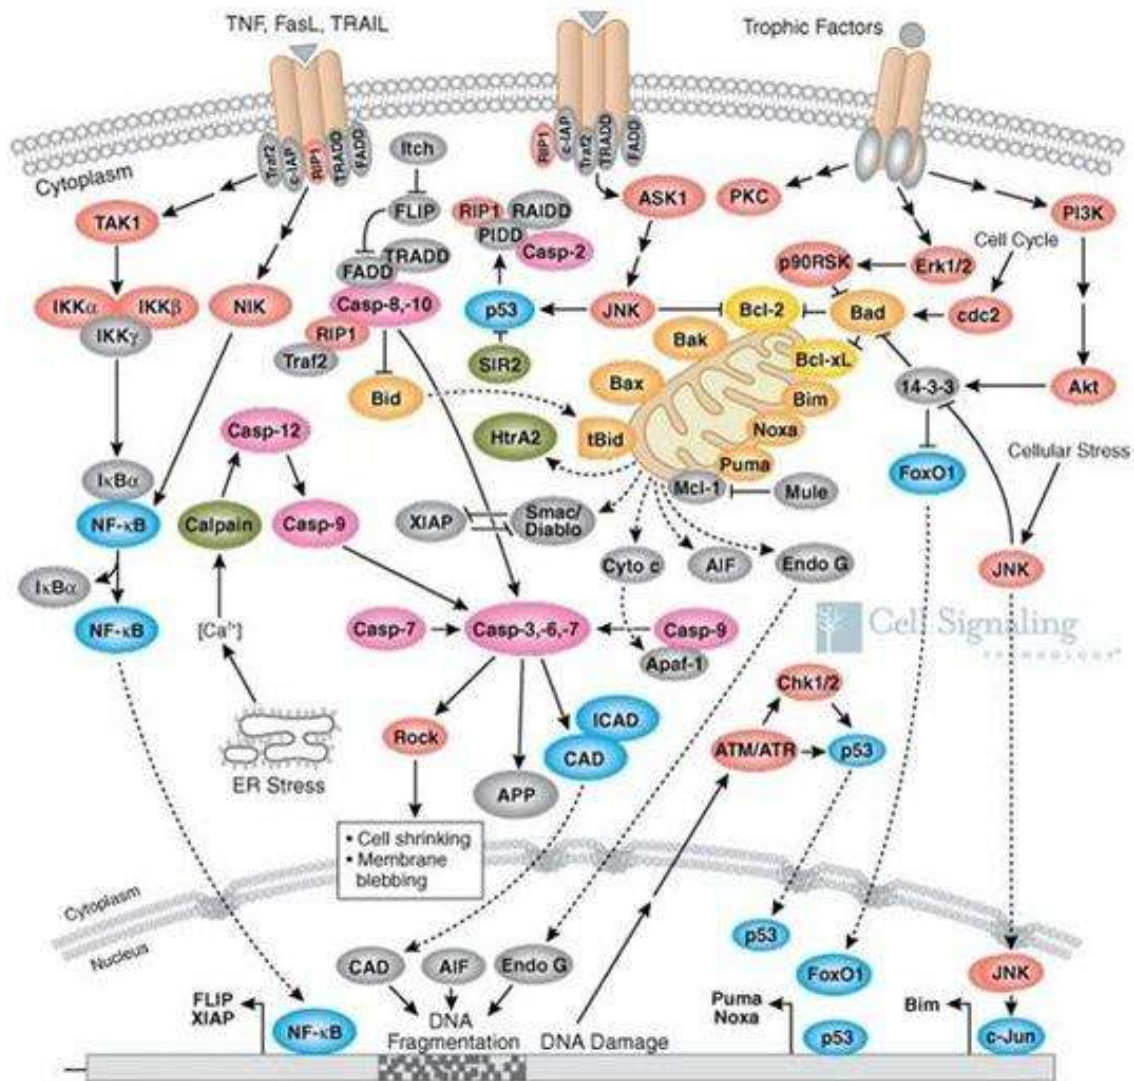 TNF, FasL, TRAIL
Trophic Factors
Cytoplasm
Traf2
c-IAP
RIP1
TRADD
FADD
Itch
RIP1
c-IAP
Traf2
TRADD
FADD
TAK1
FLIP
RIP1
RAIDD
PIDD
Casp-2
ASK1
PKC
PI3K
Cell Cycle
FADD
TRADD
p90RSK
Erk1/2
IKKα
IKKβ
IKKγ
NIK
Casp-8,-10
RIP1
Traf2
p53
JNK
Bcl-2
Bad
cdc2
SIR2
Bak
Bcl-xL
Bid
Bax
Bim
14-3-3
Akt
Casp-12
HtrA2
tBid
Noxa
Puma
Cellular Stress
IκBα
NF-κB
Calpain
Casp-9
XIAP
Smac/
Diablo
Mcl-1
Mule
FoxO1
IκBα
NF-κB
Cyto c
AIF
Endo G
JNK
[Ca²⁺]
Casp-7
Casp-3,-6,-7
Casp-9
Apaf-1
Cell Signaling
TECHNOLOGY®
Chk1/2
ICAD
CAD
Rock
ATM/ATR
p53
ER Stress
APP
• Cell shrinking
• Membrane
blebbing
Cytoplasm
Nucleus
p53
CAD
AIF
Endo G
FoxO1
JNK
FLIP
XIAP
NF-κB
DNA
Fragmentation
DNA Damage
Puma
Noxa
p53
Bim
c-Jun